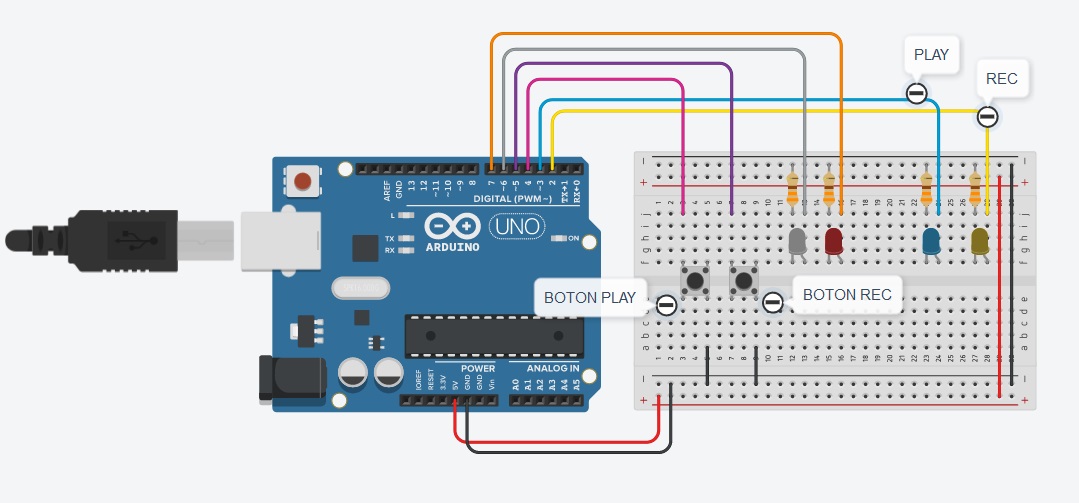 PLAY
REC
AREF
GND
13
12
~11
~10
~9
8
7
~6
~5
4
~3
2
TX→1
RX←0
DIGITAL (PWM~)
L
TX
RX
UNO
ARDUINO
ON
BOTON PLAY
BOTON REC
POWER
ANALOG IN
IOREF
RESET
3.3V
5V
GND
GND
Vin
A0
A1
A2
A3
A4
A5
j
i
h
g
f
e
d
c
b
a